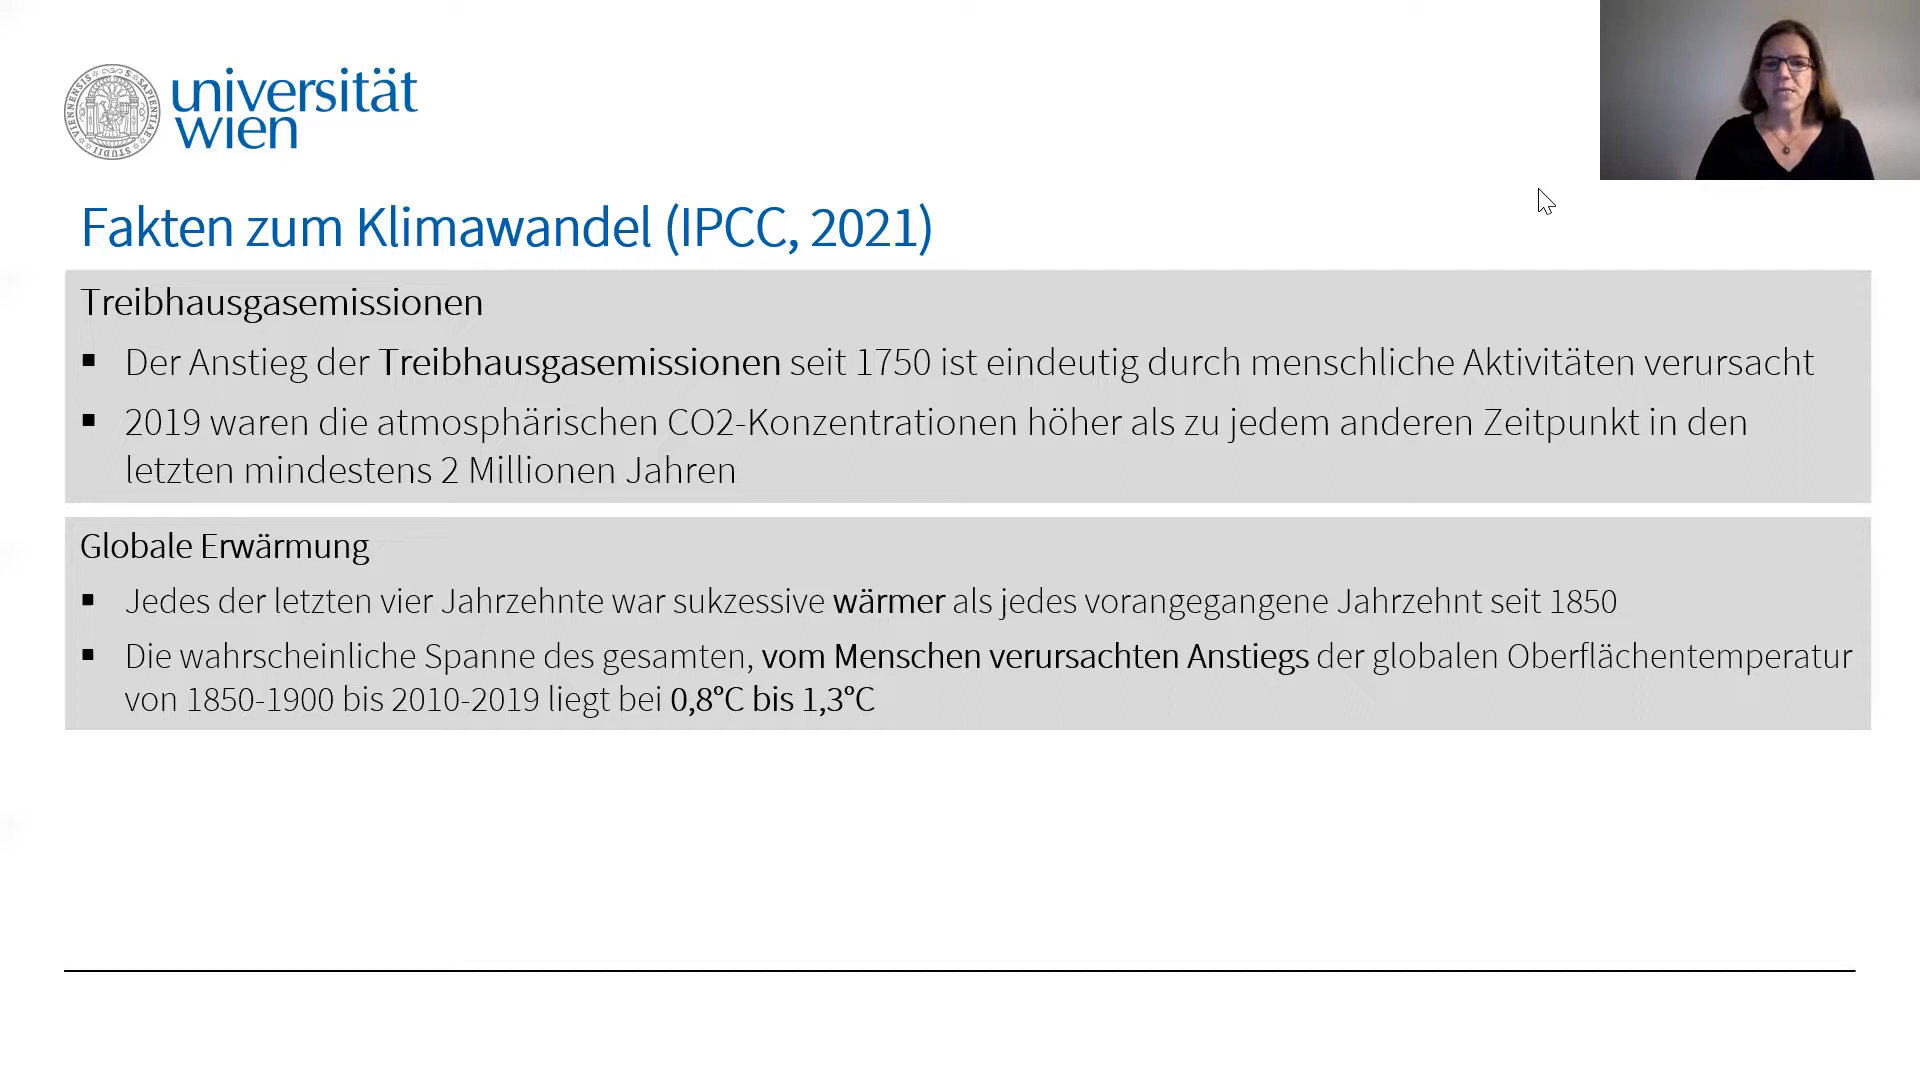 universität
wien
Fakten zum Klimawandel (IPCC, 2021)
Treibhausgasemissionen
▪ Der Anstieg der Treibhausgasemissionen seit 1750 ist eindeutig durch menschliche Aktivitäten verursacht
▪ 2019 waren die atmosphärischen CO2-Konzentrationen höher als zu jedem anderen Zeitpunkt in den
letzten mindestens 2 Millionen Jahren
Globale Erwärmung
▪ Jedes der letzten vier Jahrzehnte war sukzessive wärmer als jedes vorangegangene Jahrzehnt seit 1850
▪ Die wahrscheinliche Spanne des gesamten, vom Menschen verursachten Anstiegs der globalen Oberflächentemperatur
von 1850-1900 bis 2010-2019 liegt bei 0,8°C bis 1,3°C